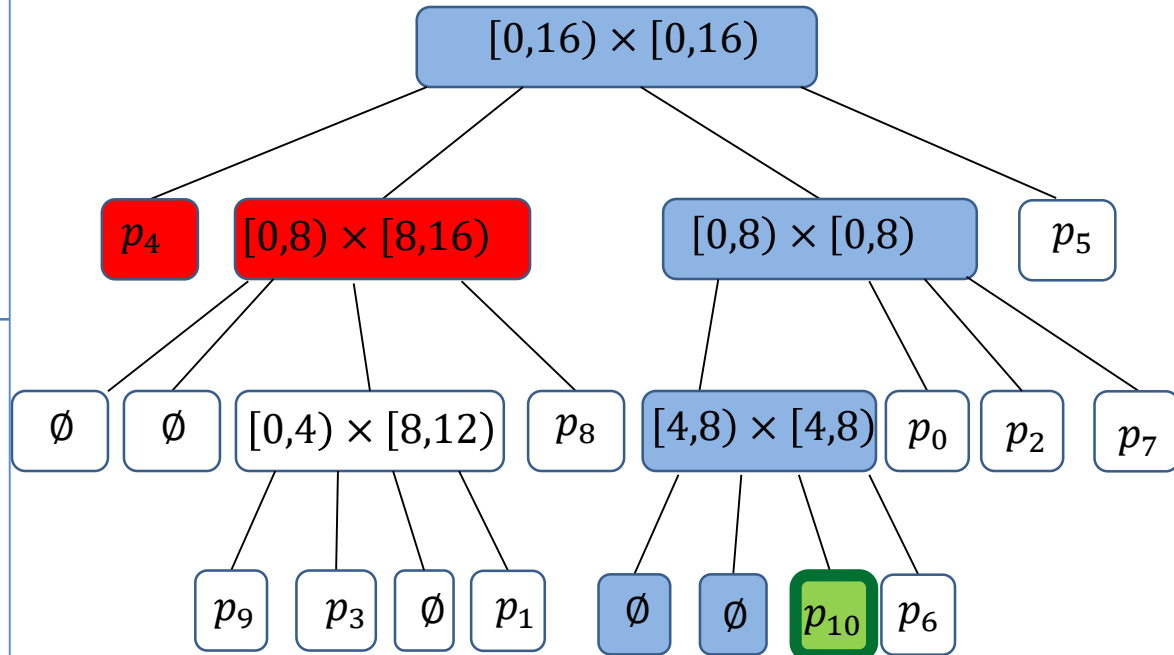 [0,16) × [0,16)
p₄ [0,8) × [8,16) [0,8) × [0,8) p₅
∅ ∅ [0,4) × [8,12) p₈ [4,8) × [4,8) p₀ p₂ p₇
p₉ p₃ ∅ p₁ ∅ ∅ p₁₀ p₆